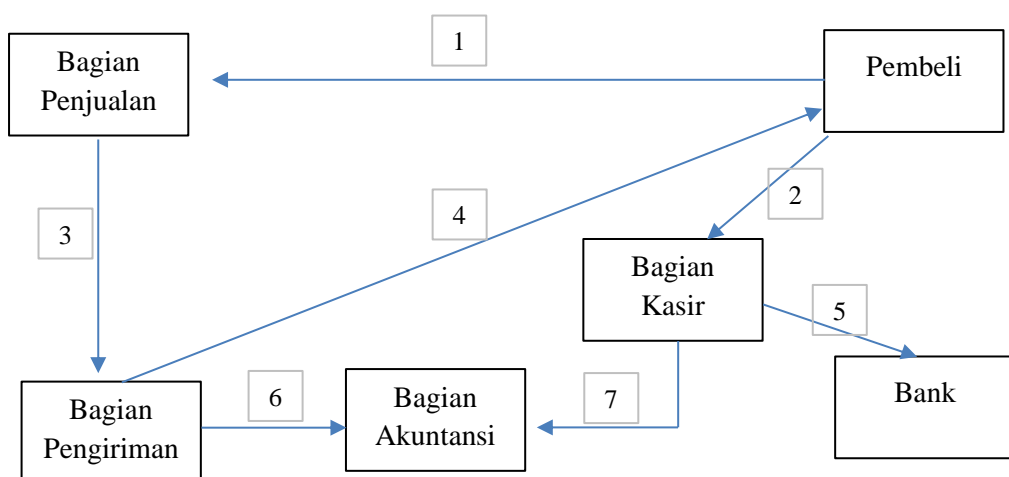 1
Bagian
Penjualan
Pembeli
2
3
4
Bagian
Kasir
5
Bagian
Pengiriman
6
Bagian
Akuntansi
7
Bank